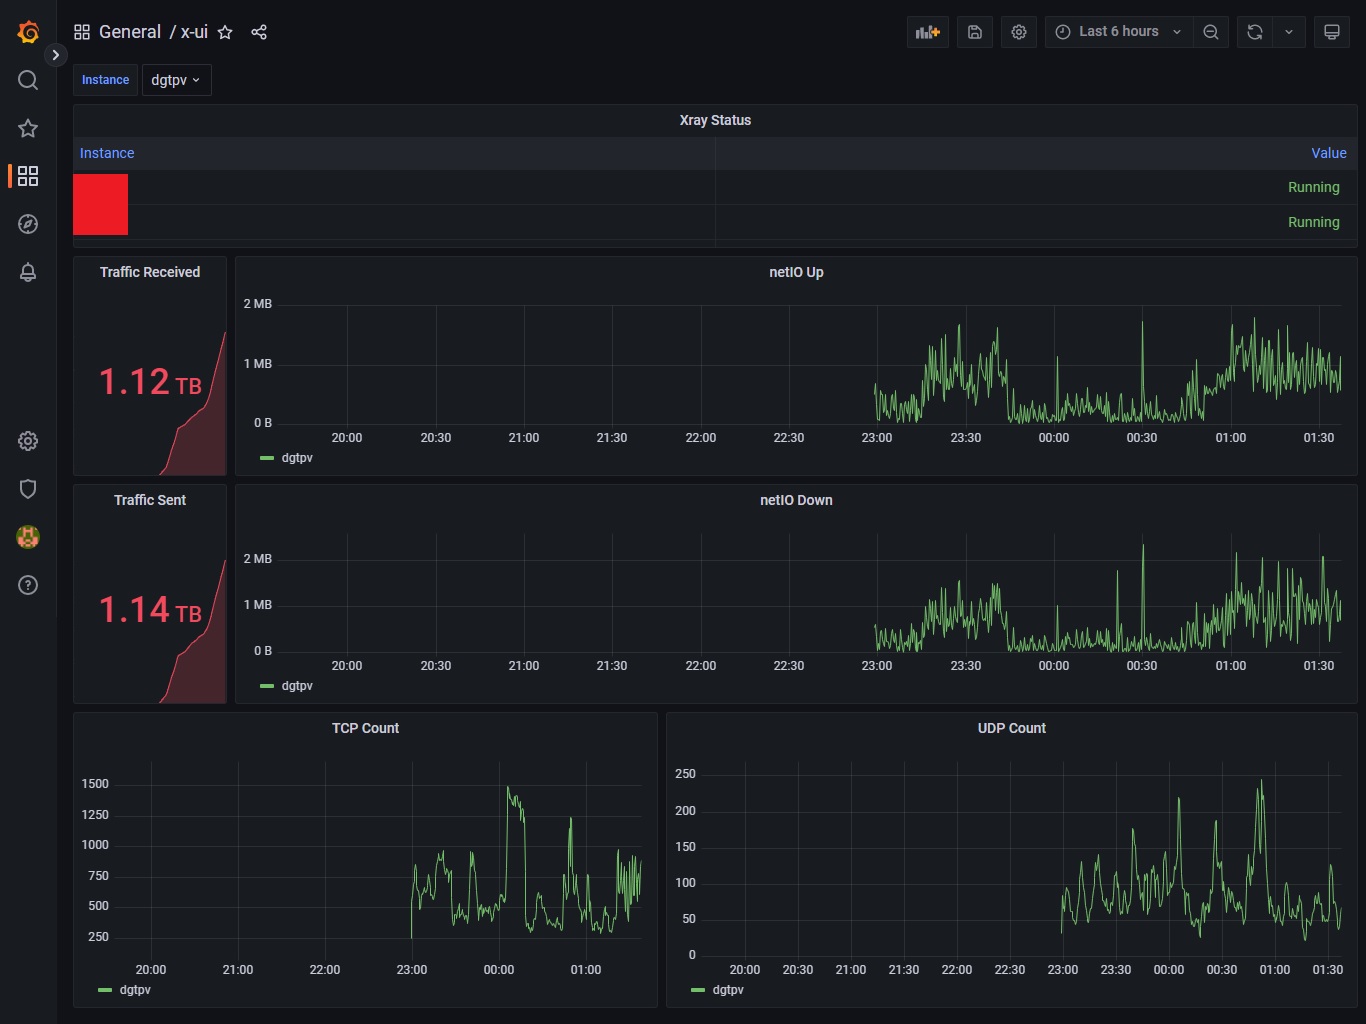 General / x-ui
Last 6 hours
Instance dgtpv
Xray Status
Instance Value
Running
Running
Traffic Received
1.12 TB
netIO Up
2 MB
1 MB
0 B
20:00 20:30 21:00 21:30 22:00 22:30 23:00 23:30 00:00 00:30 01:00 01:30
dgtpv
Traffic Sent
1.14 TB
netIO Down
2 MB
1 MB
0 B
20:00 20:30 21:00 21:30 22:00 22:30 23:00 23:30 00:00 00:30 01:00 01:30
dgtpv
TCP Count
1500
1250
1000
750
500
250
20:00 21:00 22:00 23:00 00:00 01:00
dgtpv
UDP Count
250
200
150
100
50
0
20:00 20:30 21:00 21:30 22:00 22:30 23:00 23:30 00:00 00:30 01:00 01:30
dgtpv